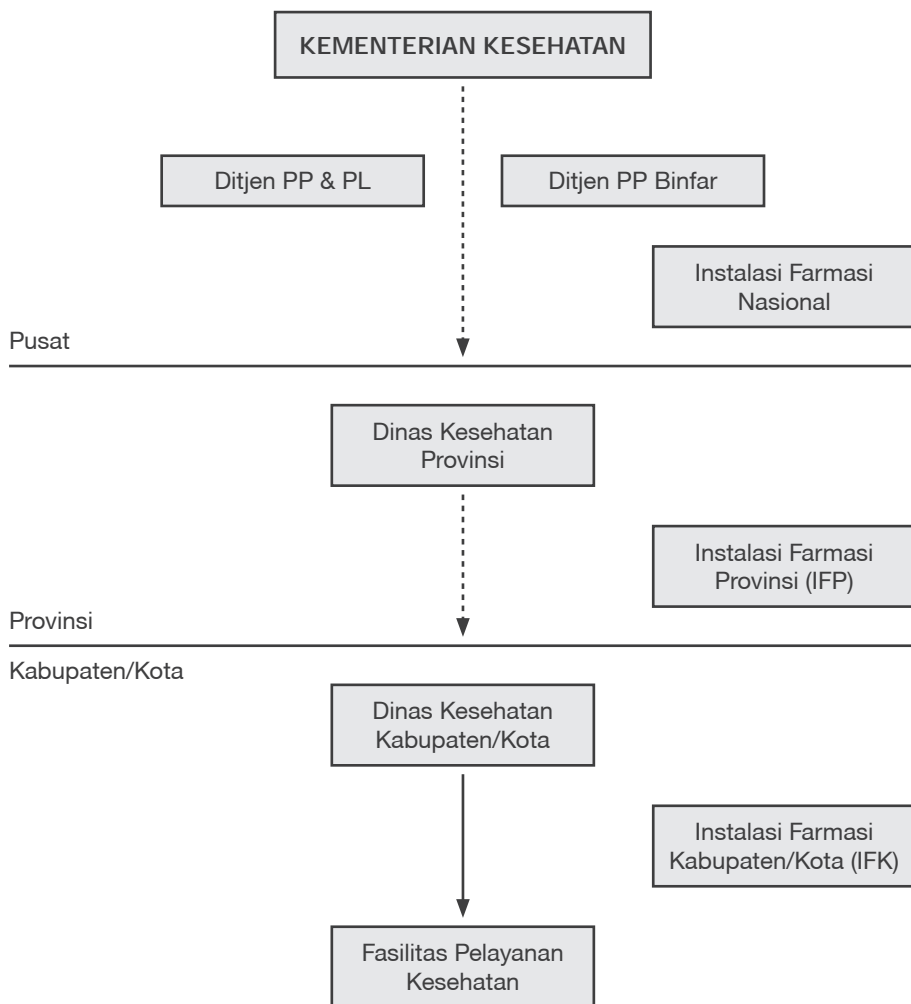 KEMENTERIAN KESEHATAN
Ditjen PP & PL
Ditjen PP Binfar
Instalasi Farmasi
Nasional
Pusat
Dinas Kesehatan
Provinsi
Instalasi Farmasi
Provinsi (IFP)
Provinsi
Kabupaten/Kota
Dinas Kesehatan
Kabupaten/Kota
Instalasi Farmasi
Kabupaten/Kota (IFK)
Fasilitas Pelayanan
Kesehatan